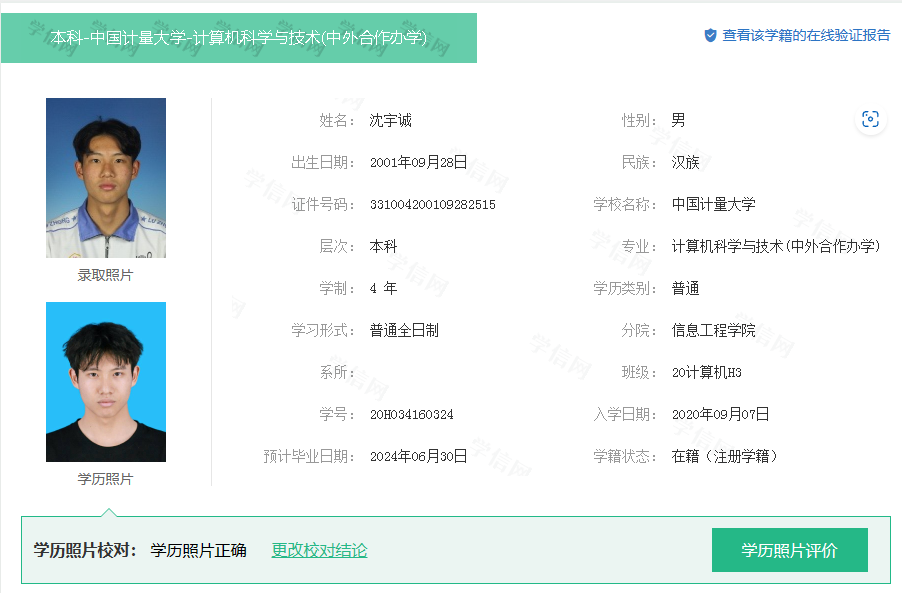 本科-中国计量大学-计算机科学与技术(中外合作办学)
查看该学籍的在线验证报告
姓名： 沈宇诚 性别： 男
出生日期： 2001年09月28日 民族： 汉族
证件号码： 331004200109282515 学校名称： 中国计量大学
层次： 本科 专业： 计算机科学与技术(中外合作办学)
录取照片
学制： 4 年 学历类别： 普通
学习形式： 普通全日制 分院： 信息工程学院
系所： 班级： 20计算机H3
学号： 20H034160324 入学日期： 2020年09月07日
预计毕业日期： 2024年06月30日 学籍状态： 在籍（注册学籍）
学历照片
学历照片校对： 学历照片正确 更改校对结论 学历照片评价
学信网